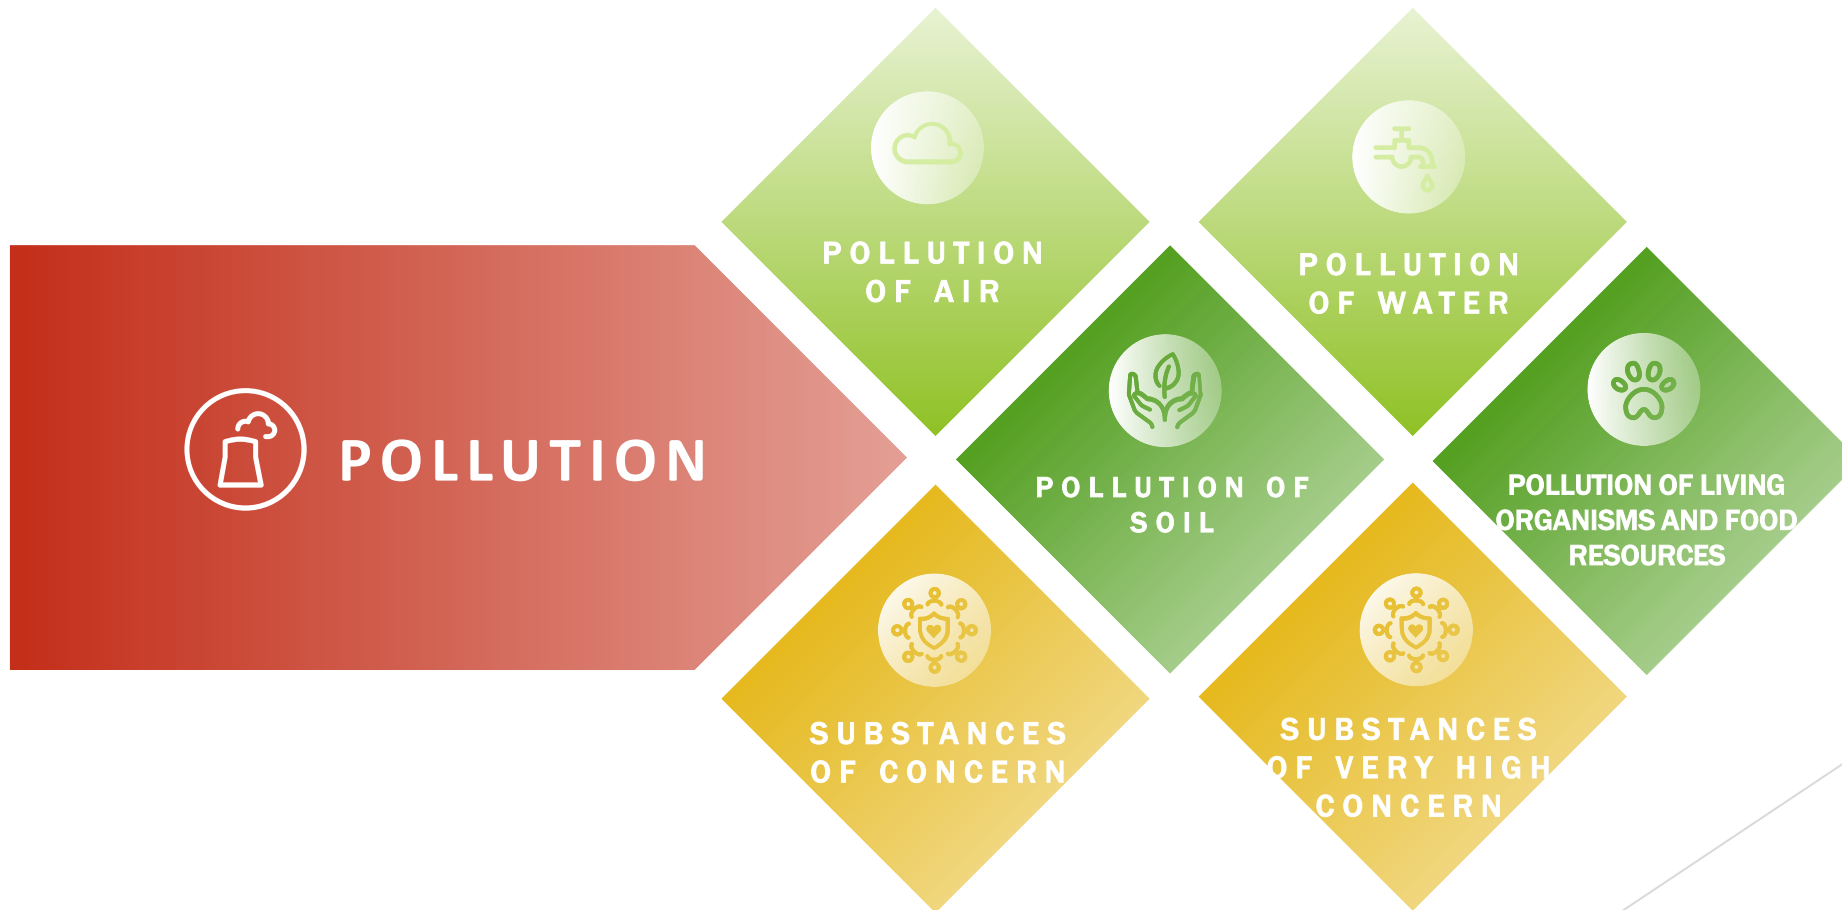 POLLUTION
POLLUTION
OF AIR
POLLUTION
OF WATER
POLLUTION OF
SOIL
POLLUTION OF LIVING
ORGANISMS AND FOOD
RESOURCES
SUBSTANCES
OF CONCERN
SUBSTANCES
OF VERY HIGH
CONCERN